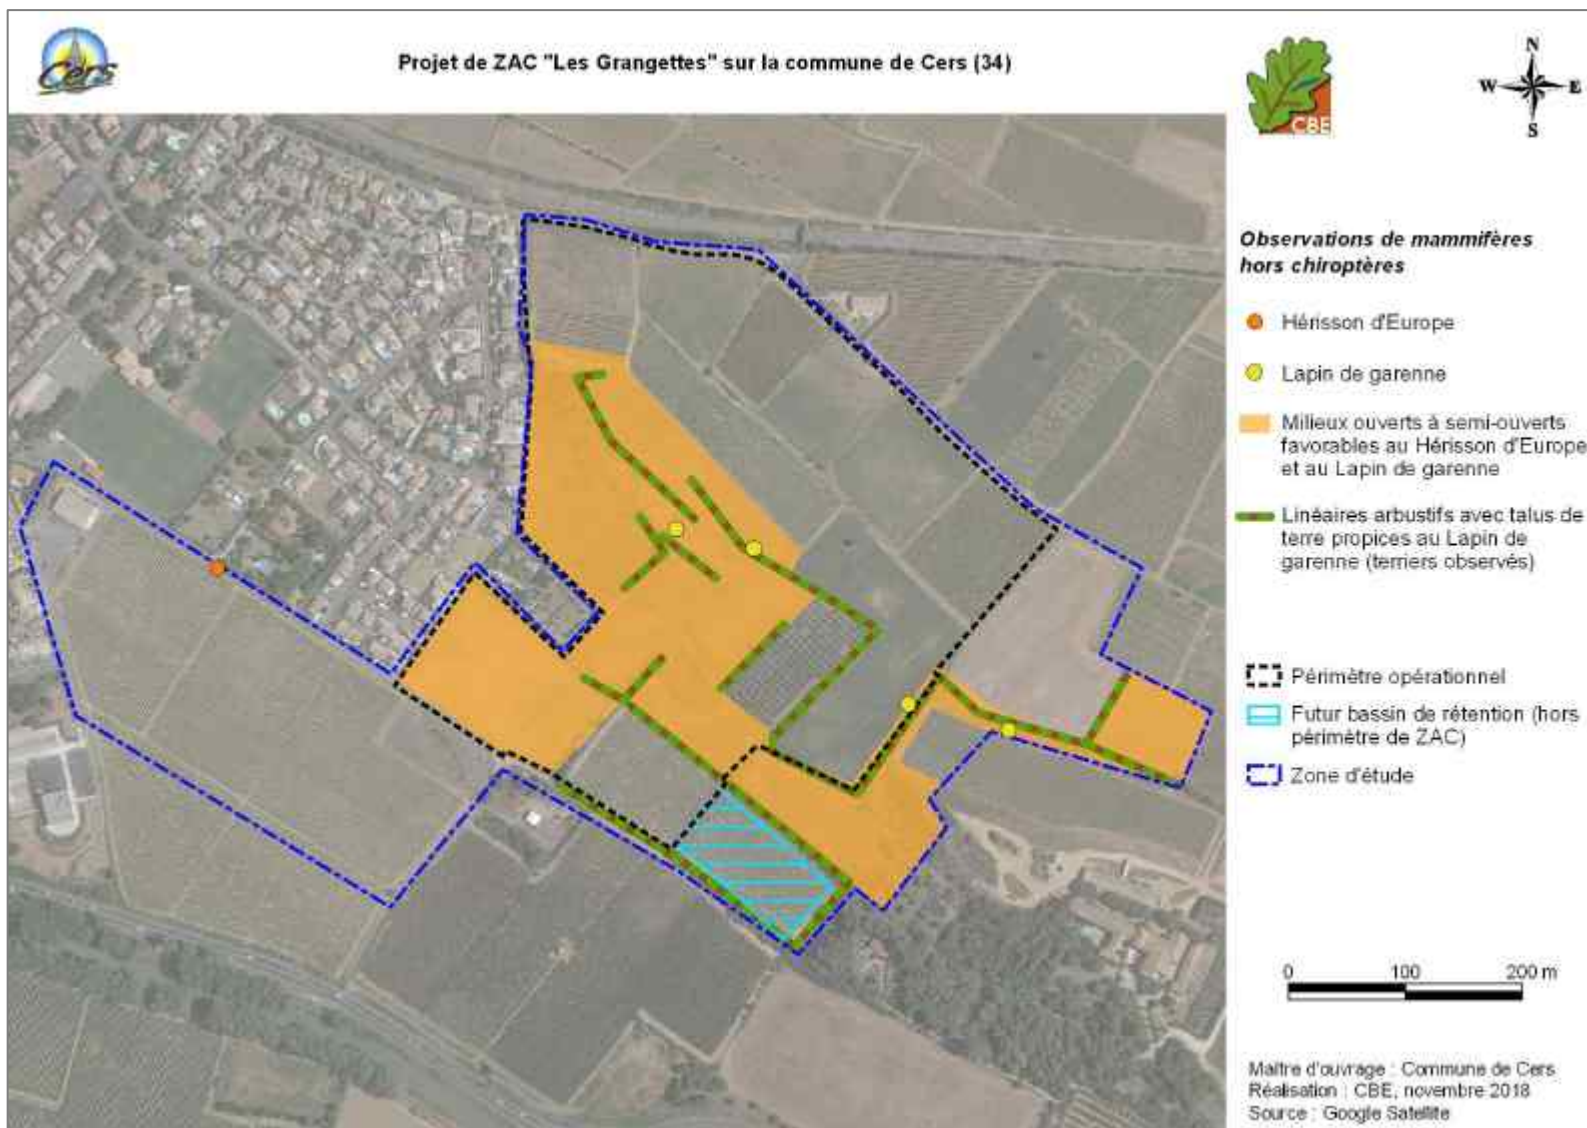 Cers
Projet de ZAC "Les Grangettes" sur la commune de Cers (34)
CBE
N
W
E
S
Observations de mammifères
hors chiroptères
Hérisson d'Europe
Lapin de garenne
Milieux ouverts à semi-ouverts
favorables au Hérisson d'Europe
et au Lapin de garenne
Linéaires arbustifs avec talus de
terre propices au Lapin de
garenne (terriers observés)
Périmètre opérationnel
Futur bassin de rétention (hors
périmètre de ZAC)
Zone d'étude
0 100 200 m
Maître d'ouvrage : Commune de Cers
Réalisation : CBE, novembre 2018
Source : Google Satellite